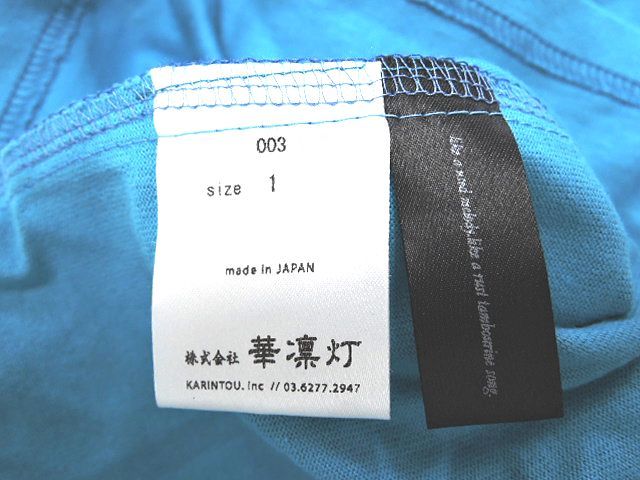 003
size 1
made in JAPAN
株式会社 華凛灯
KARINTOU.inc // 03.6277.2947
Like a wind melody like a rust tambourine song.